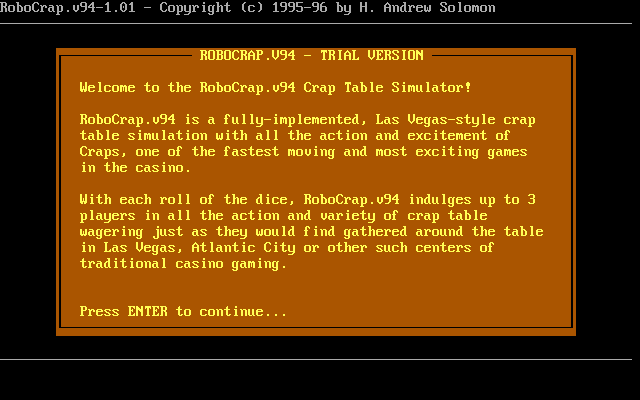 RoboCrap.v94-1.01 - Copyright (c) 1995-96 by H. Andrew Solomon
ROBOCRAP.V94 - TRIAL VERSION
Welcome to the RoboCrap.v94 Crap Table Simulator!
RoboCrap.v94 is a fully-implemented, Las Vegas-style crap
table simulation with all the action and excitement of
Craps, one of the fastest moving and most exciting games
in the casino.
With each roll of the dice, RoboCrap.v94 indulges up to 3
players in all the action and variety of crap table
wagering just as they would find gathered around the table
in Las Vegas, Atlantic City or other such centers of
traditional casino gaming.
Press ENTER to continue...